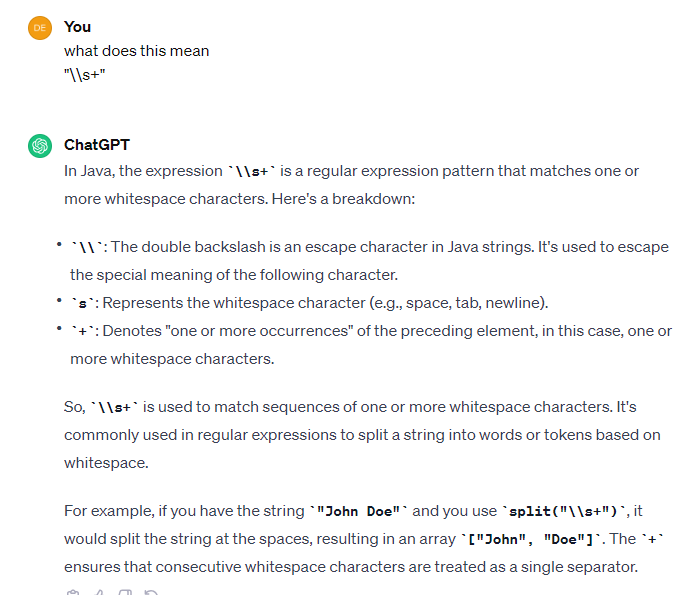 DE
You
what does this mean
"\\s+"
ChatGPT
In Java, the expression `\\s+` is a regular expression pattern that matches one or
more whitespace characters. Here's a breakdown:
• `\\`: The double backslash is an escape character in Java strings. It's used to escape
the special meaning of the following character.
• `s`: Represents the whitespace character (e.g., space, tab, newline).
• `+`: Denotes "one or more occurrences" of the preceding element, in this case, one or
more whitespace characters.
So, `\\s+` is used to match sequences of one or more whitespace characters. It's
commonly used in regular expressions to split a string into words or tokens based on
whitespace.
For example, if you have the string `"John Doe"` and you use `split("\\s+")`, it
would split the string at the spaces, resulting in an array `["John", "Doe"]`. The `+`
ensures that consecutive whitespace characters are treated as a single separator.